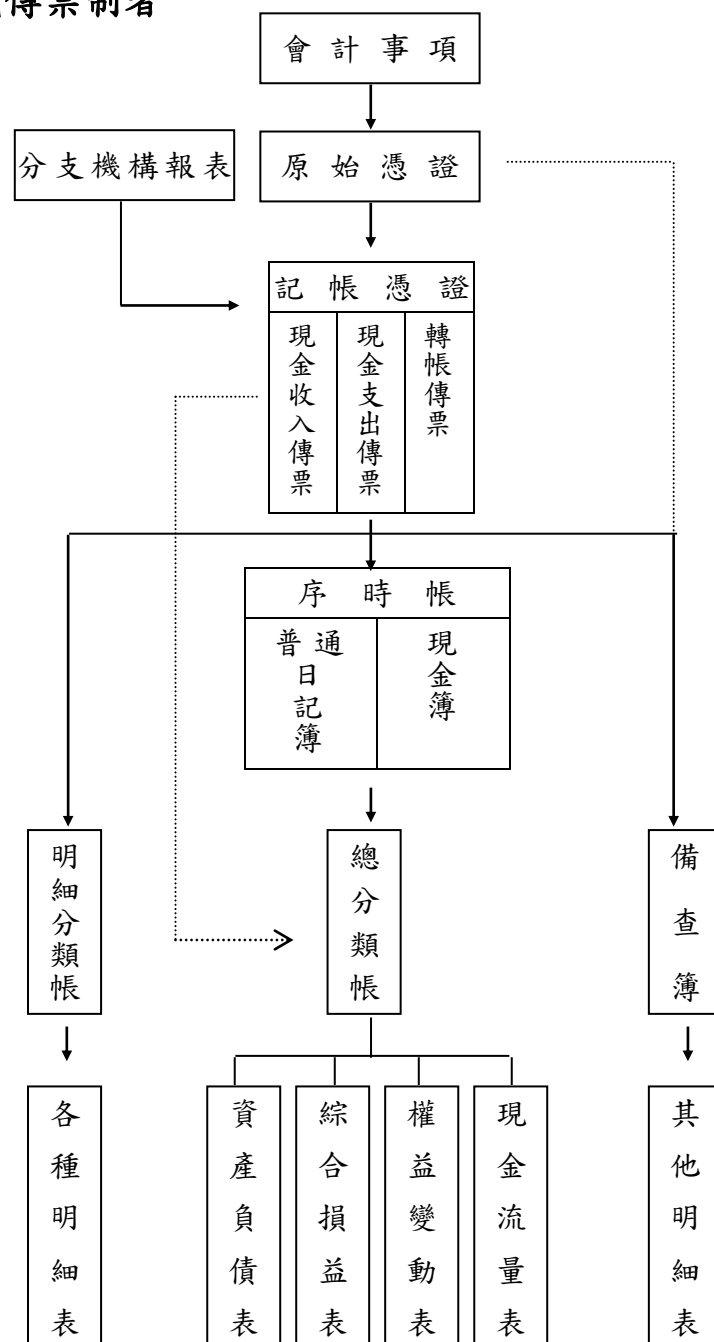 傳票制者
會計事項
分支機構報表
原始憑證
記帳憑證
現金收入傳票
現金支出傳票
轉帳傳票
序時帳
普通日記簿
現金簿
明細分類帳
總分類帳
備查簿
各種明細表
資產負債表
綜合損益表
權益變動表
現金流量表
其他明細表